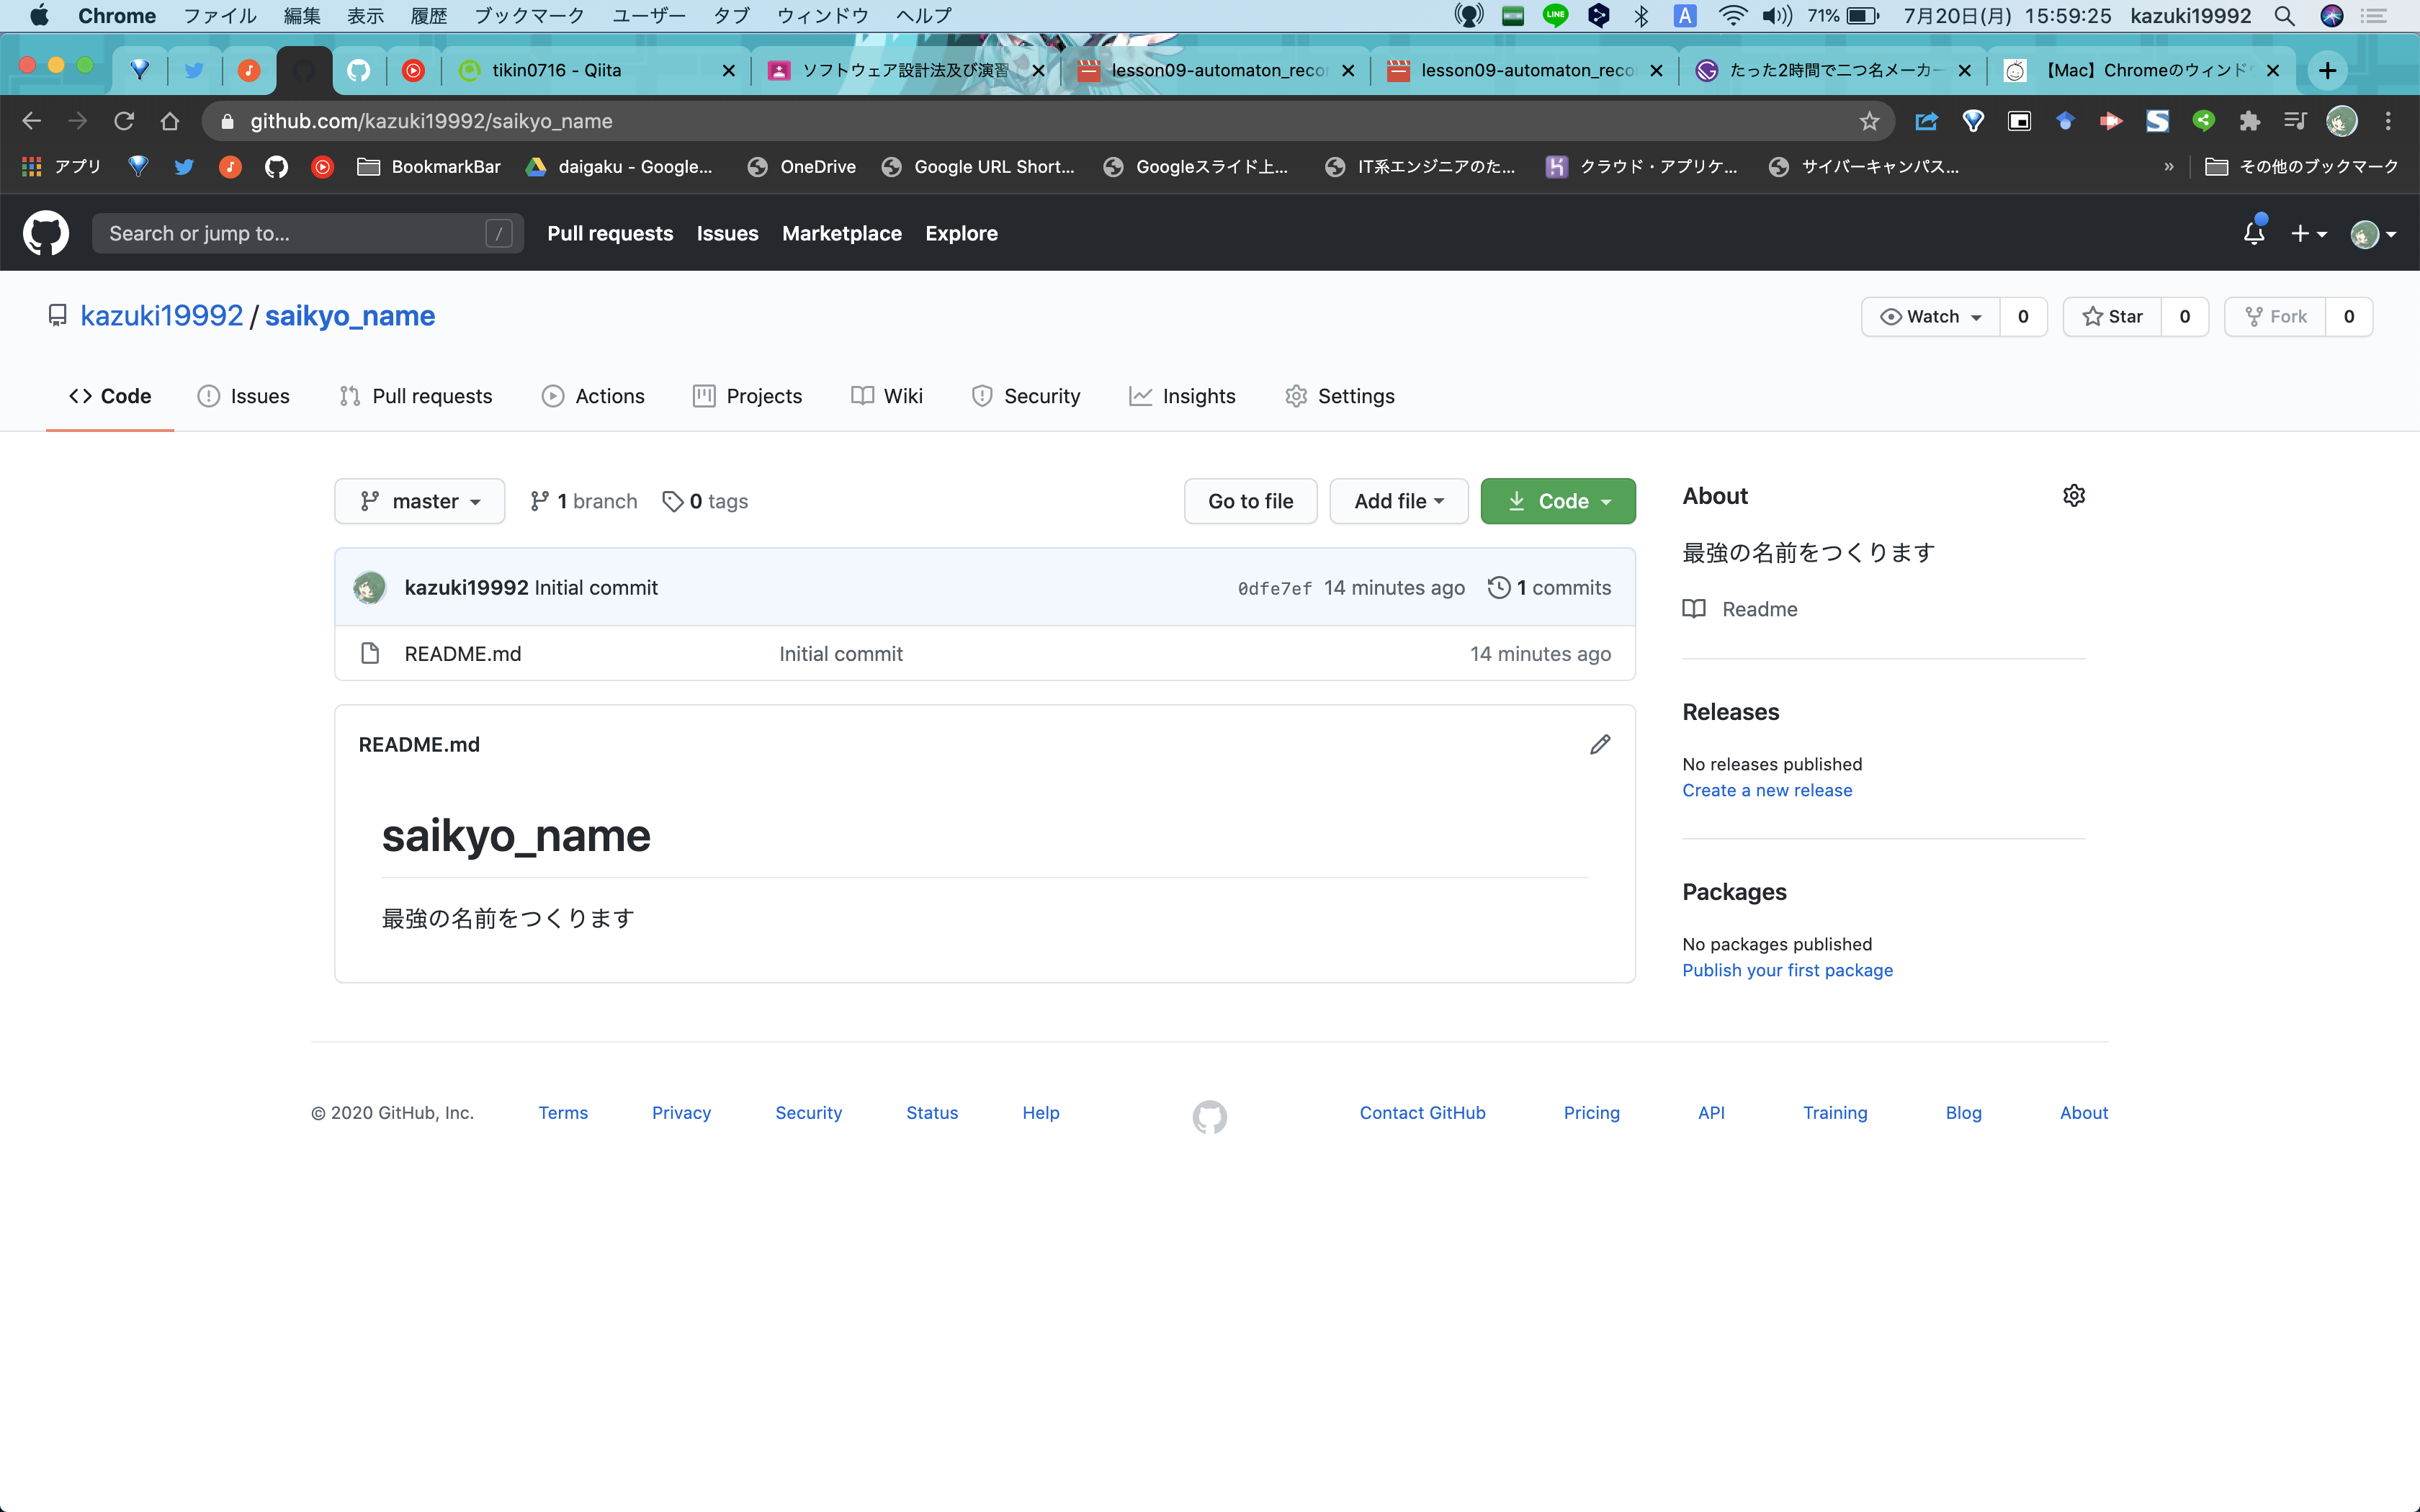 Chrome ファイル 編集 表示 履歴 ブックマーク ユーザー タブ ウィンドウ ヘルプ LINE A 71% 7月20日(月) 15:59:25 kazuki19992
tikin0716 - Qiita ソフトウェア設計法及び演習 lesson09-automaton_reco lesson09-automaton_reco たった2時間で二つ名メーカー 【Mac】Chromeのウィンド
github.com/kazuki19992/saikyo_name
アプリ BookmarkBar daigaku - Google... OneDrive Google URL Short... Googleスライド上... IT系エンジニアのた... クラウド・アプリケ... サイバーキャンパス... » その他のブックマーク
Search or jump to... / Pull requests Issues Marketplace Explore
kazuki19992 / saikyo_name Watch 0 Star 0 Fork 0
Code Issues Pull requests Actions Projects Wiki Security Insights Settings
master 1 branch 0 tags Go to file Add file Code
kazuki19992 Initial commit 0dfe7ef 14 minutes ago 1 commits
README.md Initial commit 14 minutes ago
README.md
saikyo_name
最強の名前をつくります
About
最強の名前をつくります
Readme
Releases
No releases published
Create a new release
Packages
No packages published
Publish your first package
© 2020 GitHub, Inc. Terms Privacy Security Status Help Contact GitHub Pricing API Training Blog About